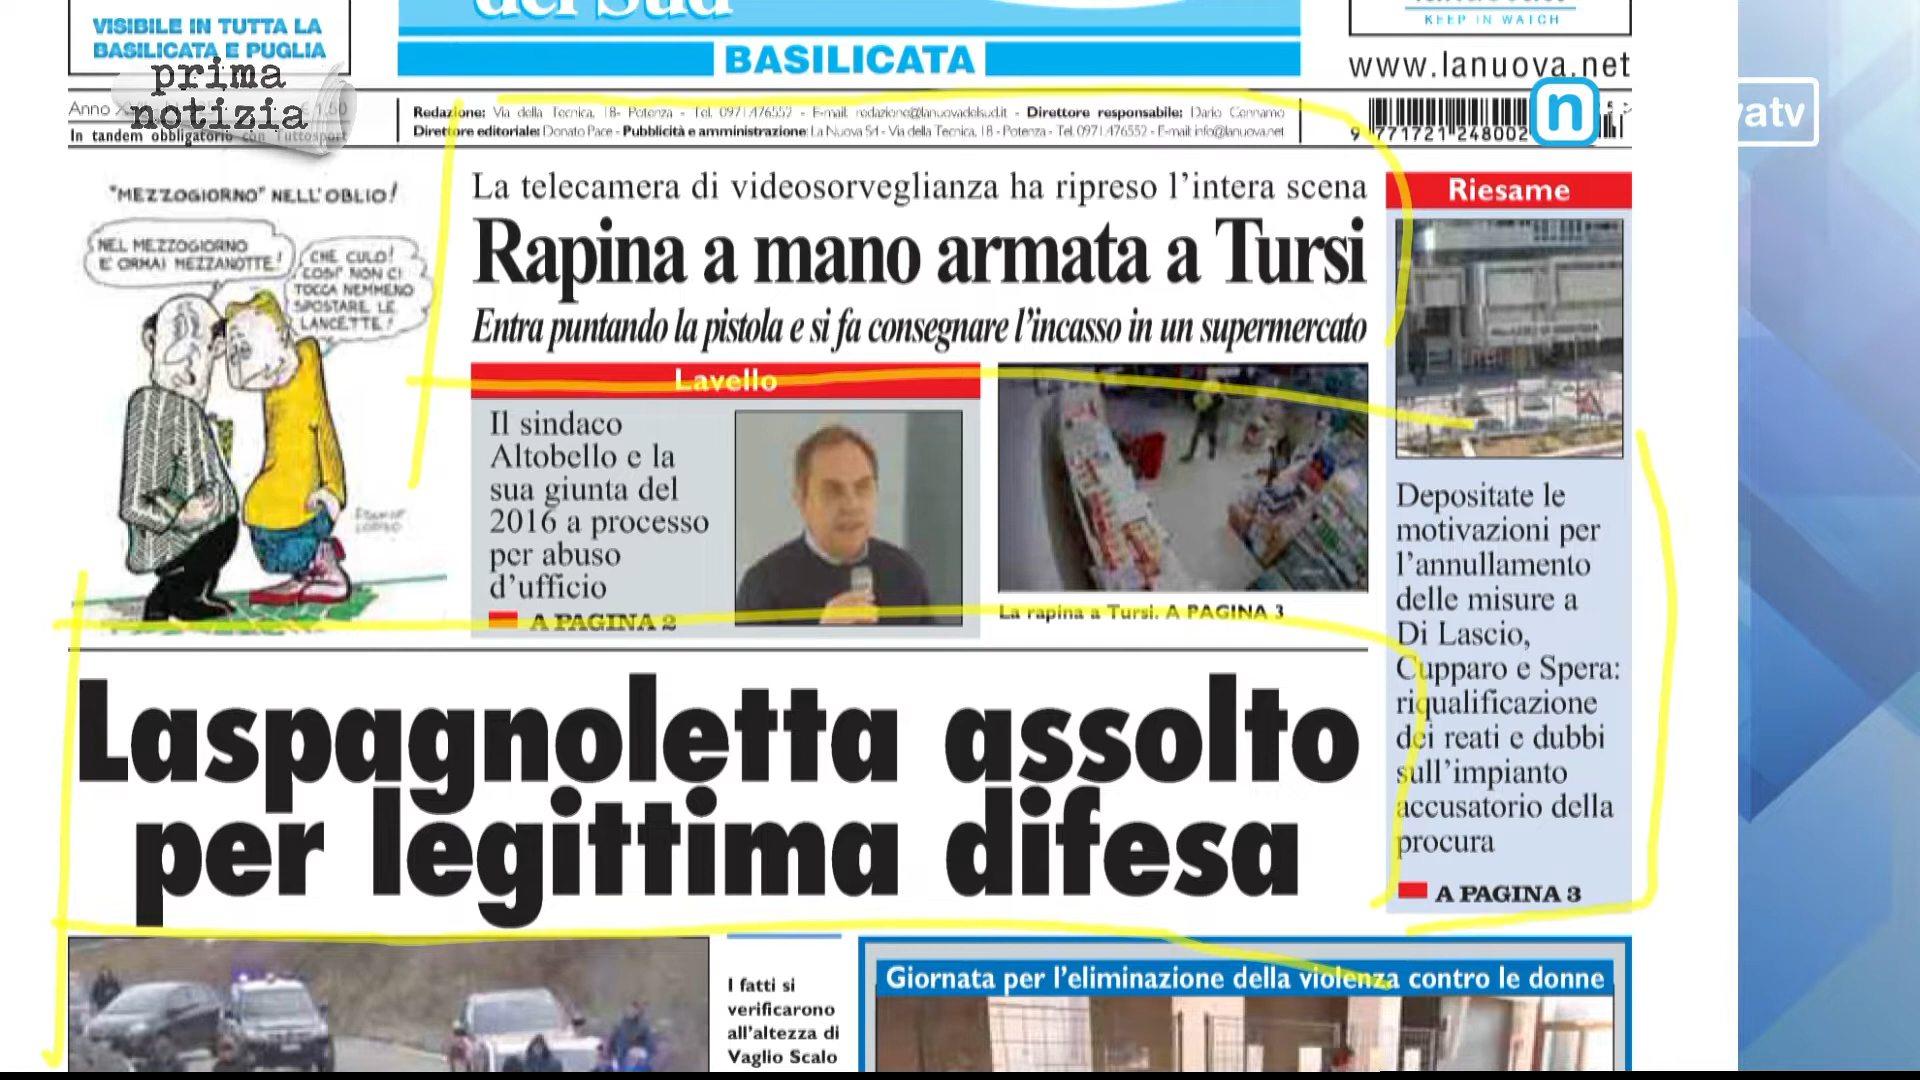 VISIBILE IN TUTTA LA
BASILICATA E PUGLIA
del Sud
BASILICATA
KEEP IN WATCH
www.lanuova.net
prima
notizia
Anno
1,50
In tandem obbligatorio con Tuttosport
Redazione: Via della Tecnica, 18- Potenza - Tel. 0971.476552 - E-mail: redazione@lanuovadelsud.it - Direttore responsabile: Dario Cennamo
Direttore editoriale: Donato Pace - Pubblicità e amministrazione: La Nuova Srl - Via della Tecnica, 18 - Potenza - Tel. 0971.476552 - E-mail: info@lanuova.net
9 771721 248002
n
atv
"MEZZOGIORNO" NELL'OBLIO!
NEL MEZZOGIORNO
E' ORMAI MEZZANOTTE!
CHE CULO!
COSI' NON CI
TOCCA NEMMENO
SPOSTARE LE
LANCETTE!
La telecamera di videosorveglianza ha ripreso l'intera scena
Rapina a mano armata a Tursi
Entra puntando la pistola e si fa consegnare l'incasso in un supermercato
Lavello
Il sindaco
Altobello e la
sua giunta del
2016 a processo
per abuso
d'ufficio
A PAGINA 2
La rapina a Tursi. A PAGINA 3
Riesame
Depositate le
motivazioni per
l'annullamento
delle misure a
Di Lascio,
Cupparo e Spera:
riqualificazione
dei reati e dubbi
sull'impianto
accusatorio della
procura
A PAGINA 3
Laspagnoletta assolto
per legittima difesa
I fatti si
verificarono
all'altezza di
Vaglio Scalo
Giornata per l'eliminazione della violenza contro le donne